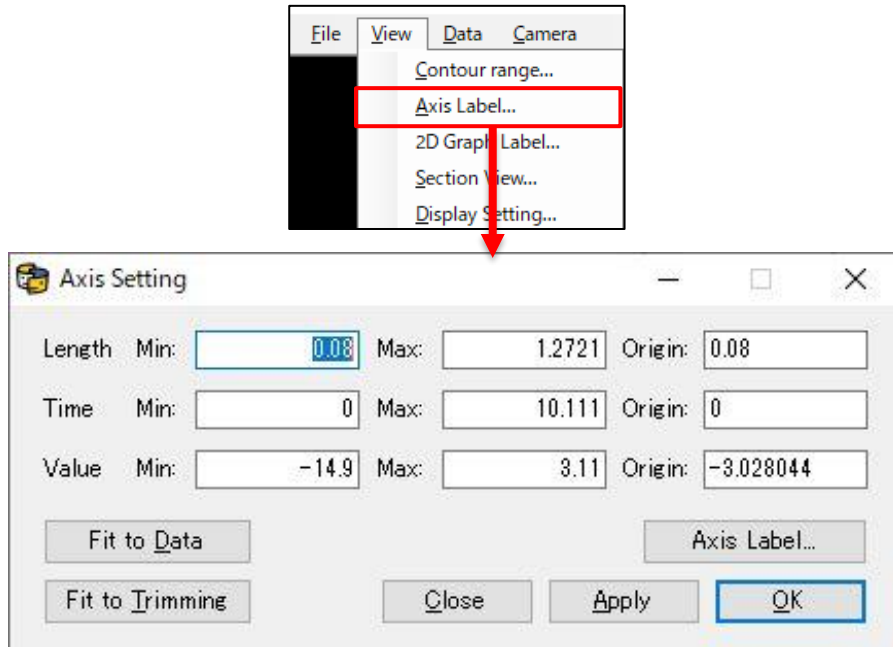 File View Data Camera
Contour range...
Axis Label...
2D Graph Label...
Section View...
Display Setting...
Axis Setting
Length Min: 0.08 Max: 1.2721 Origin: 0.08
Time Min: 0 Max: 10.111 Origin: 0
Value Min: -14.9 Max: 3.11 Origin: -3.028044
Fit to Data Axis Label...
Fit to Trimming Close Apply OK